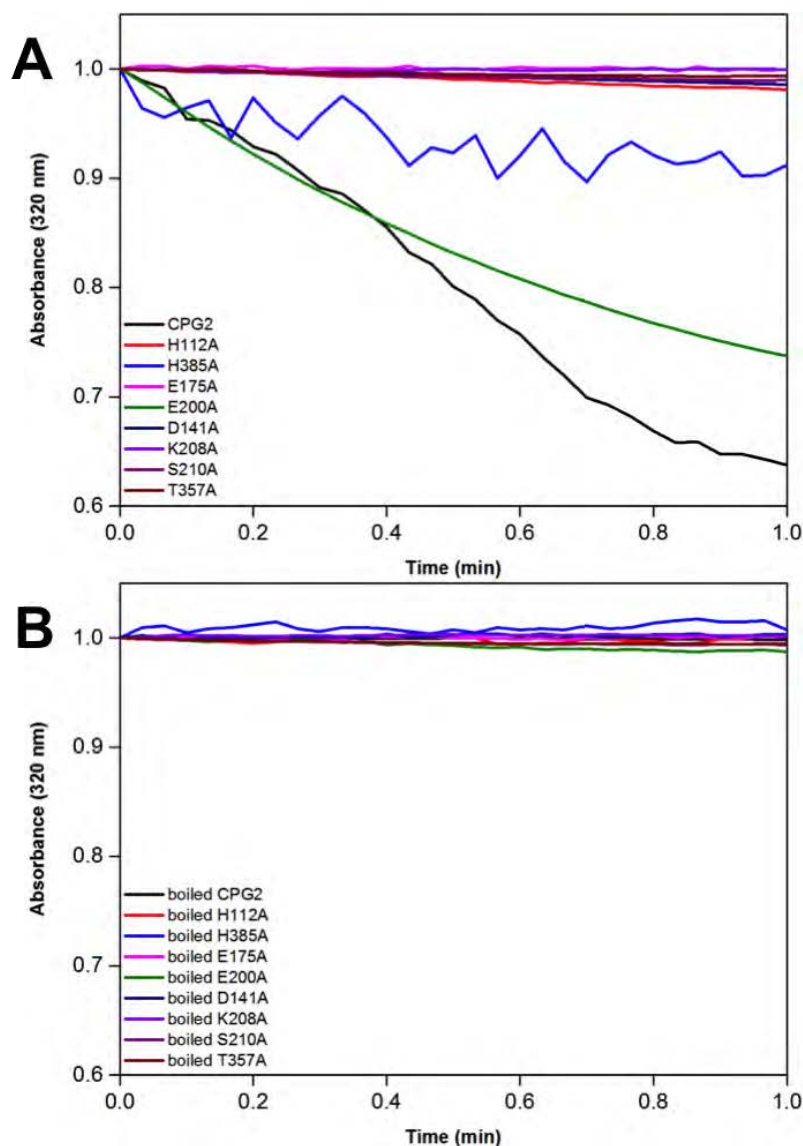 A
1.0
0.9
0.8
0.7
0.6
Absorbance (320 nm)
CPG2
H112A
H385A
E175A
E200A
D141A
K208A
S210A
T357A
0.0 0.2 0.4 0.6 0.8 1.0
Time (min)
B
1.0
0.9
0.8
0.7
0.6
Absorbance (320 nm)
boiled CPG2
boiled H112A
boiled H385A
boiled E175A
boiled E200A
boiled D141A
boiled K208A
boiled S210A
boiled T357A
0.0 0.2 0.4 0.6 0.8 1.0
Time (min)